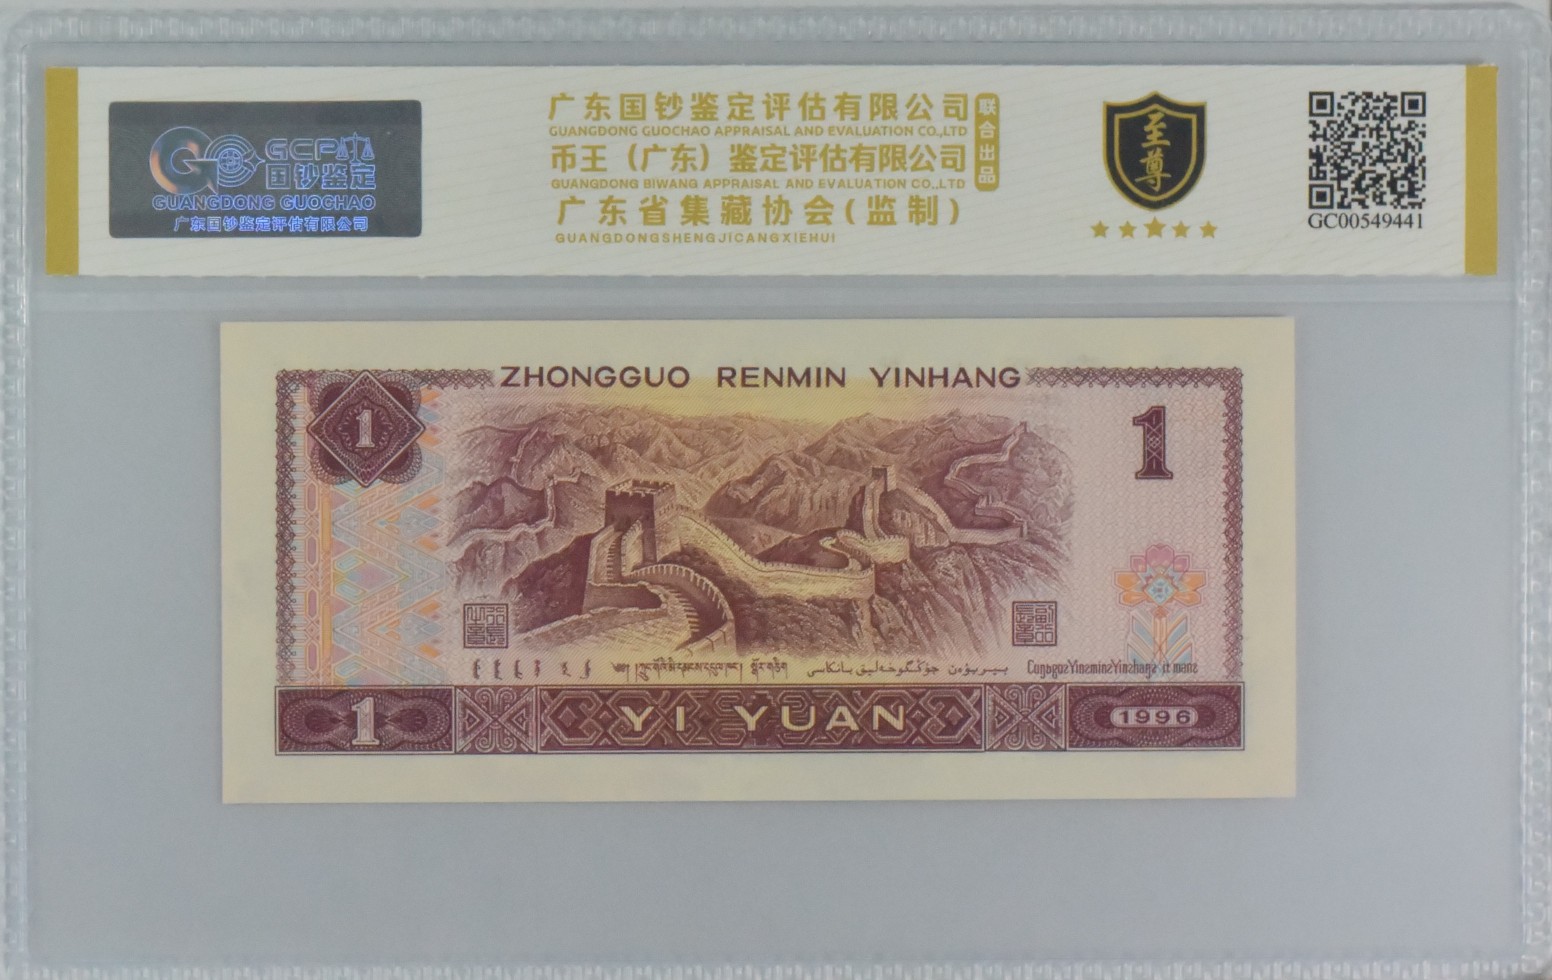 GCP
国钞鉴定
GUANGDONG GUOCHAO
广东国钞鉴定评估有限公司
广东国钞鉴定评估有限公司
GUANGDONG GUOCHAO APPRAISAL AND EVALUATION CO.,LTD
币王（广东）鉴定评估有限公司
GUANGDONG BIWANG APPRAISAL AND EVALUATION CO.,LTD
联合出品
广东省集藏协会(监制)
GUANGDONGSHENGJICANGXIEHUI
至尊
GC00549441
ZHONGGUO RENMIN YINHANG
1
1
1
YI YUAN
1996